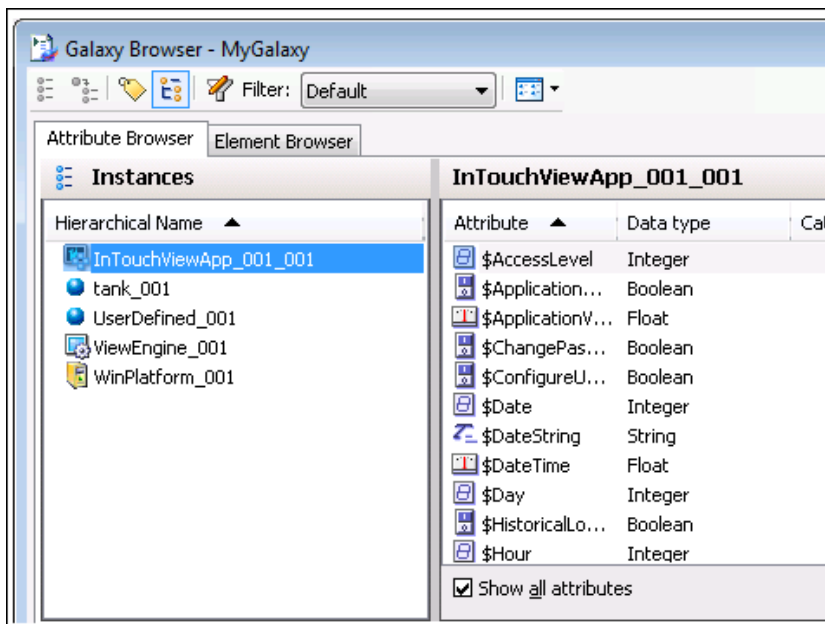 Galaxy Browser - MyGalaxy
Filter: Default
Attribute Browser Element Browser
Instances InTouchViewApp_001_001
Hierarchical Name Attribute Data type Cat
InTouchViewApp_001_001 $AccessLevel Integer
tank_001 $Application... Boolean
UserDefined_001 $ApplicationV... Float
ViewEngine_001 $ChangePas... Boolean
WinPlatform_001 $ConfigureU... Boolean
$Date Integer
$DateString String
$DateTime Float
$Day Integer
$HistoricalLo... Boolean
$Hour Integer
Show all attributes